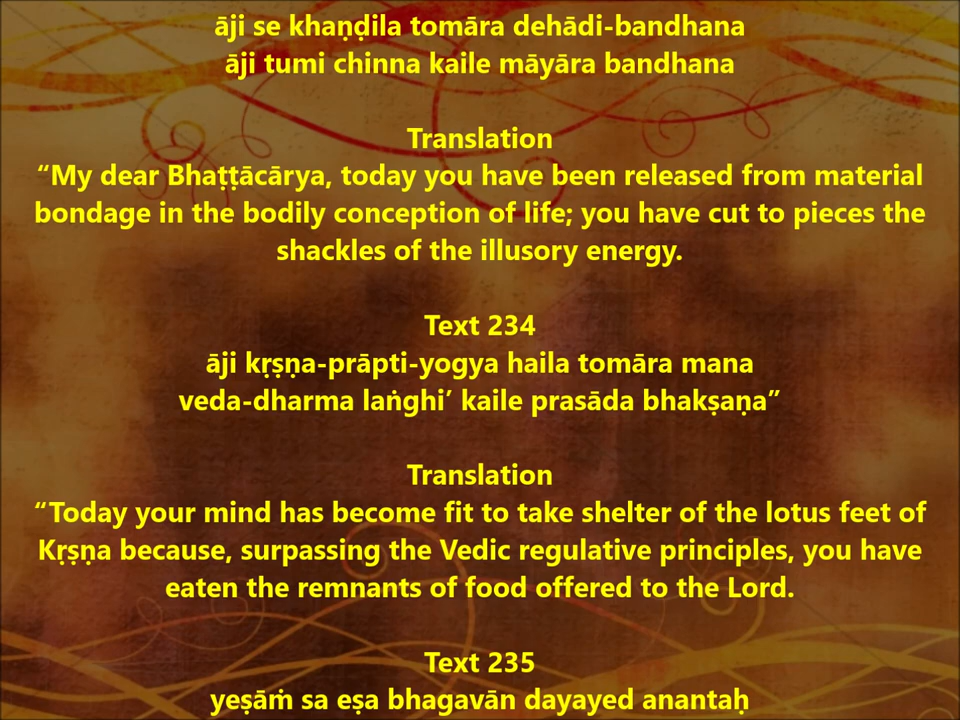 āji se khaṇḍila tomāra dehādi-bandhana
āji tumi chinna kaile māyāra bandhana
Translation
“My dear Bhaṭṭācārya, today you have been released from material
bondage in the bodily conception of life; you have cut to pieces the
shackles of the illusory energy.
Text 234
āji kṛṣṇa-prāpti-yogya haila tomāra mana
veda-dharma laṅghi’ kaile prasāda bhakṣaṇa”
Translation
“Today your mind has become fit to take shelter of the lotus feet of
Kṛṣṇa because, surpassing the Vedic regulative principles, you have
eaten the remnants of food offered to the Lord.
Text 235
yeṣāṁ sa eṣa bhagavān dayayed anantaḥ